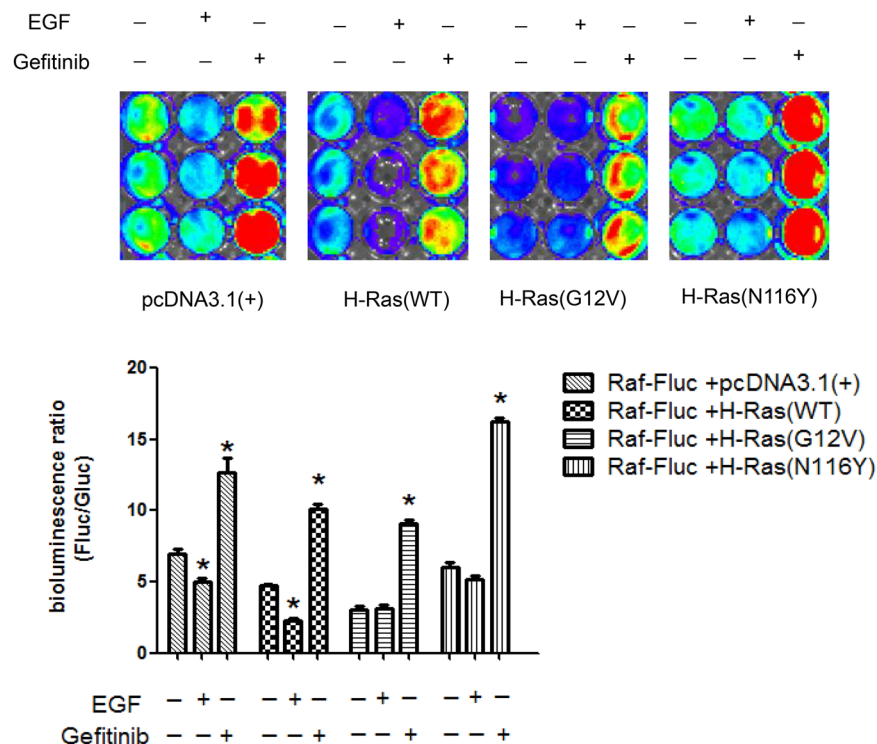 EGF − + − − + − − + − − + −
Gefitinib − − + − − + − − + − − +
pcDNA3.1(+) H-Ras(WT) H-Ras(G12V) H-Ras(N116Y)
bioluminescence ratio
(Fluc/Gluc)
20
15
10
5
0
* * * * * *
Raf-Fluc +pcDNA3.1(+)
Raf-Fluc +H-Ras(WT)
Raf-Fluc +H-Ras(G12V)
Raf-Fluc +H-Ras(N116Y)
EGF − + − − + − − + − − + −
Gefitinib − − + − − + − − + − − +